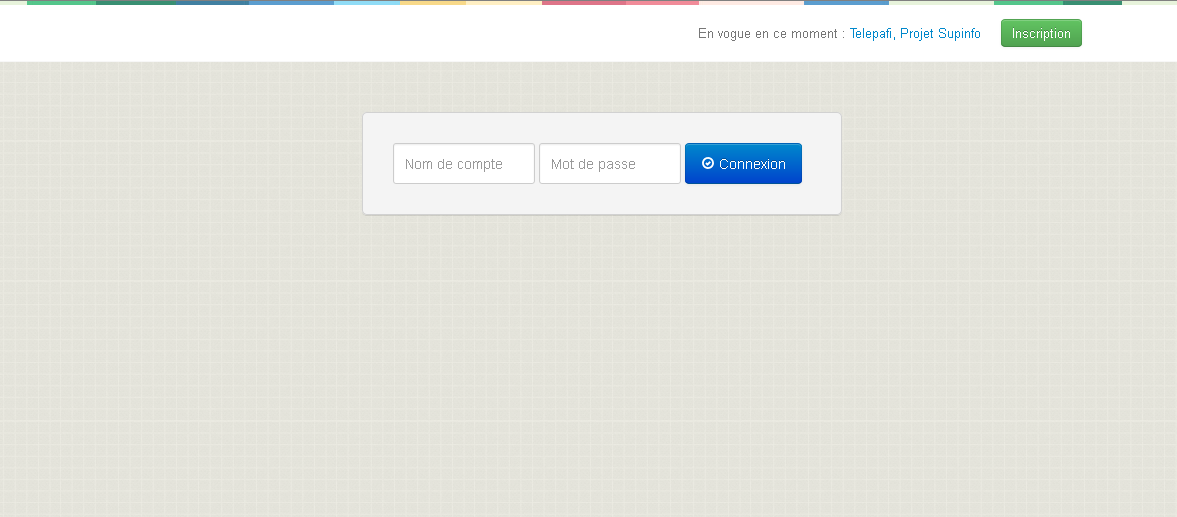 En vogue en ce moment : Telepafi, Projet Supinfo Inscription
Nom de compte Mot de passe Connexion